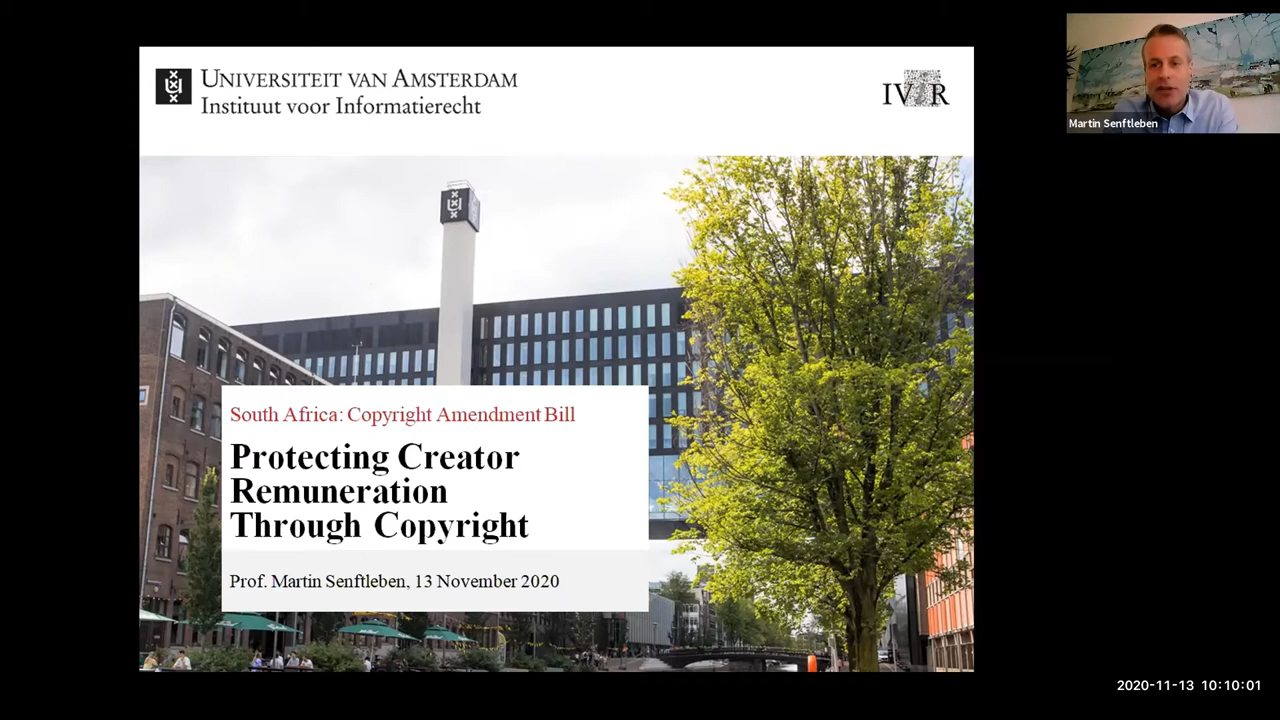 UNIVERSITEIT VAN AMSTERDAM
Instituut voor Informatierecht
IViR
Martin Senftleben
South Africa: Copyright Amendment Bill
Protecting Creator
Remuneration
Through Copyright
Prof. Martin Senftleben, 13 November 2020
2020-11-13 10:10:01